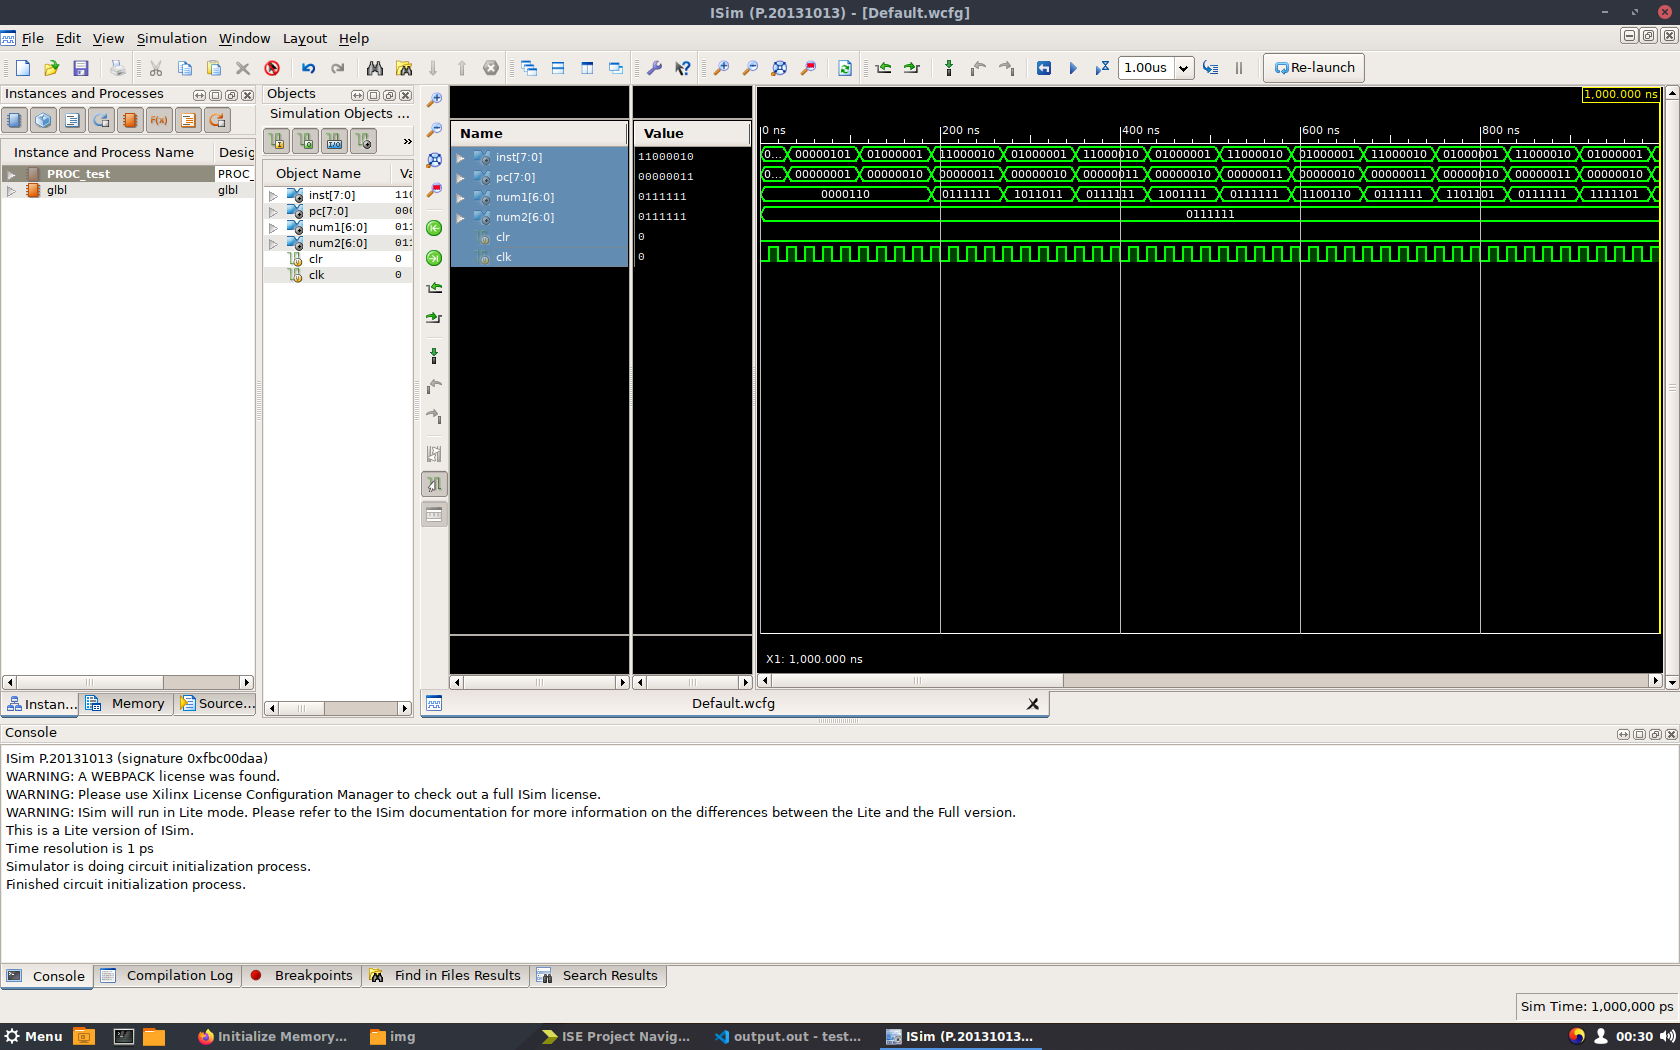 ISim (P.20131013) - [Default.wcfg]
File Edit View Simulation Window Layout Help
1.00us Re-launch
Instances and Processes
Instance and Process Name Desig
PROC_test PROC_
glbl glbl
Instan... Memory Source...
Objects
Simulation Objects ... »
Object Name Va
inst[7:0] 110
pc[7:0] 000
num1[6:0] 011
num2[6:0] 011
clr 0
clk 0
Name Value
inst[7:0] 11000010
pc[7:0] 00000011
num1[6:0] 0111111
num2[6:0] 0111111
clr 0
clk 0
1,000.000 ns
0 ns 200 ns 400 ns 600 ns 800 ns
0... 00000101 01000001 11000010 01000001 11000010 01000001 11000010 01000001 11000010 01000001 11000010 01000001
0... 00000001 00000010 00000011 00000010 00000011 00000010 00000011 00000010 00000011 00000010 00000011 00000010
0000110 0111111 1011011 0111111 1001111 0111111 1100110 0111111 1101101 0111111 1111101
0111111
X1: 1,000.000 ns
Default.wcfg
Console
ISim P.20131013 (signature 0xfbc00daa)
WARNING: A WEBPACK license was found.
WARNING: Please use Xilinx License Configuration Manager to check out a full ISim license.
WARNING: ISim will run in Lite mode. Please refer to the ISim documentation for more information on the differences between the Lite and the Full version.
This is a Lite version of ISim.
Time resolution is 1 ps
Simulator is doing circuit initialization process.
Finished circuit initialization process.
Console Compilation Log Breakpoints Find in Files Results Search Results
Sim Time: 1,000,000 ps
Menu Initialize Memory... img ISE Project Navig... output.out - test... ISim (P.20131013... 00:30